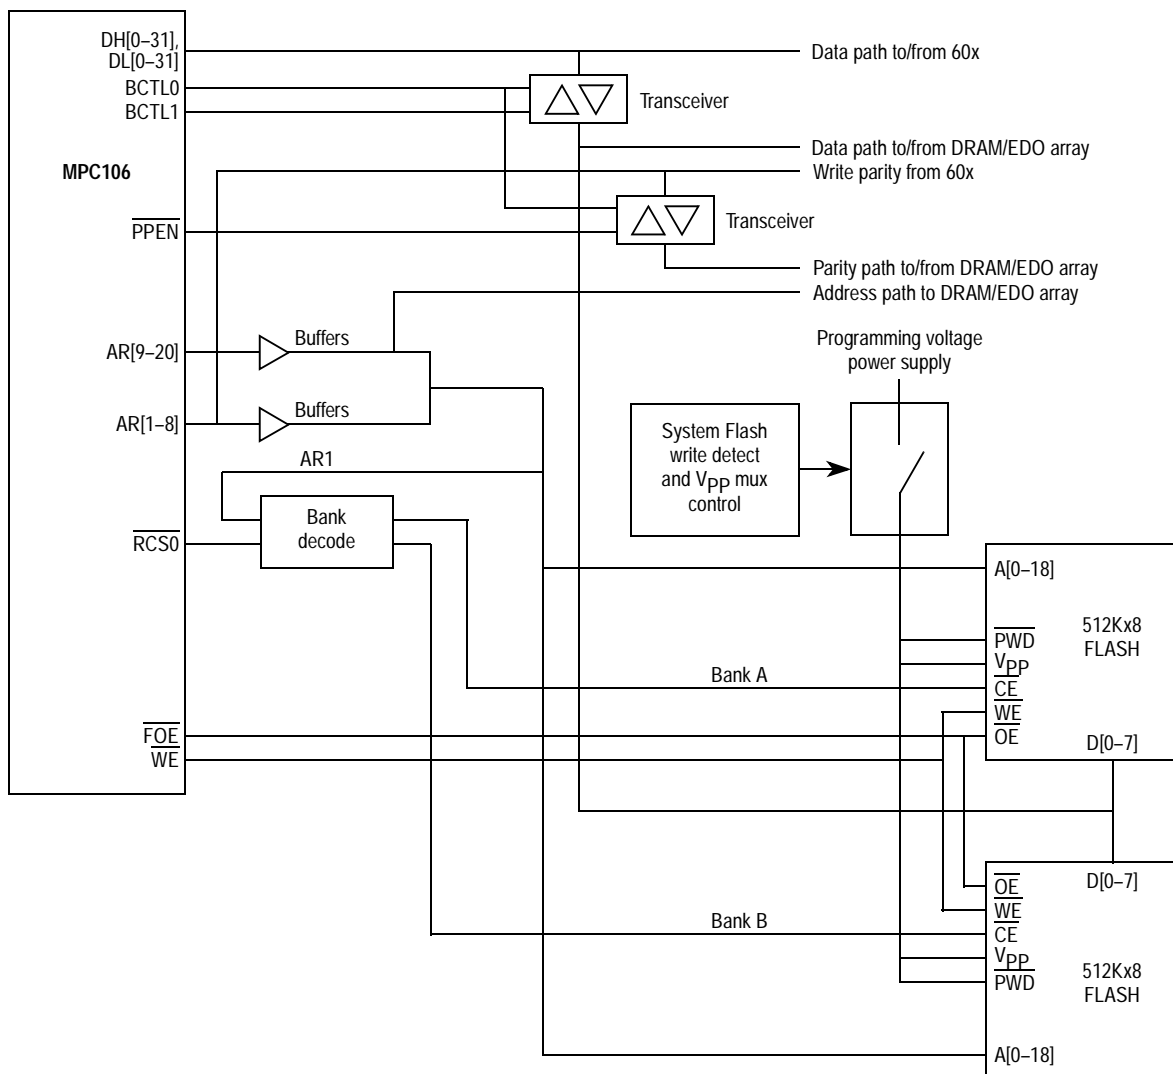 DH[0–31],
DL[0–31]
BCTL0
BCTL1
MPC106
PPEN
AR[9–20]
AR[1–8]
RCS0
FOE
WE
Data path to/from 60x
Transceiver
Data path to/from DRAM/EDO array
Write parity from 60x
Transceiver
Parity path to/from DRAM/EDO array
Address path to DRAM/EDO array
Buffers
Buffers
AR1
Bank
decode
Programming voltage
power supply
System Flash
write detect
and VPP mux
control
Bank A
Bank B
A[0–18]
512Kx8
FLASH
PWD
VPP
CE
WE
OE
D[0–7]
D[0–7]
OE
WE
CE
VPP
PWD
512Kx8
FLASH
A[0–18]